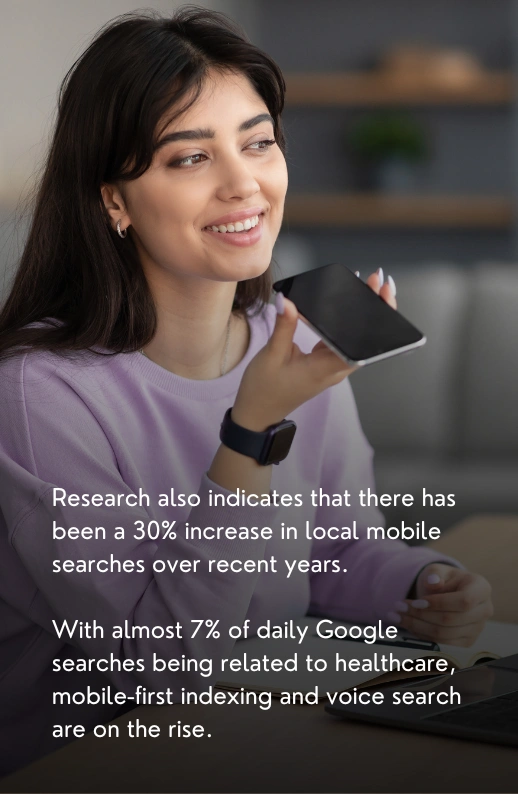 Research also indicates that there has
been a 30% increase in local mobile
searches over recent years.
With almost 7% of daily Google
searches being related to healthcare,
mobile-first indexing and voice search
are on the rise.